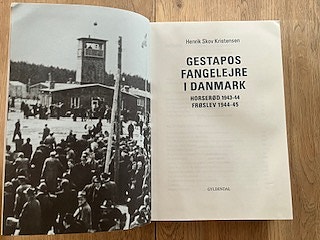 Henrik Skov Kristensen
GESTAPOS
FANGELEJRE
I DANMARK
HORSERØD 1943-44
FRØSLEV 1944-45
GYLDENDAL